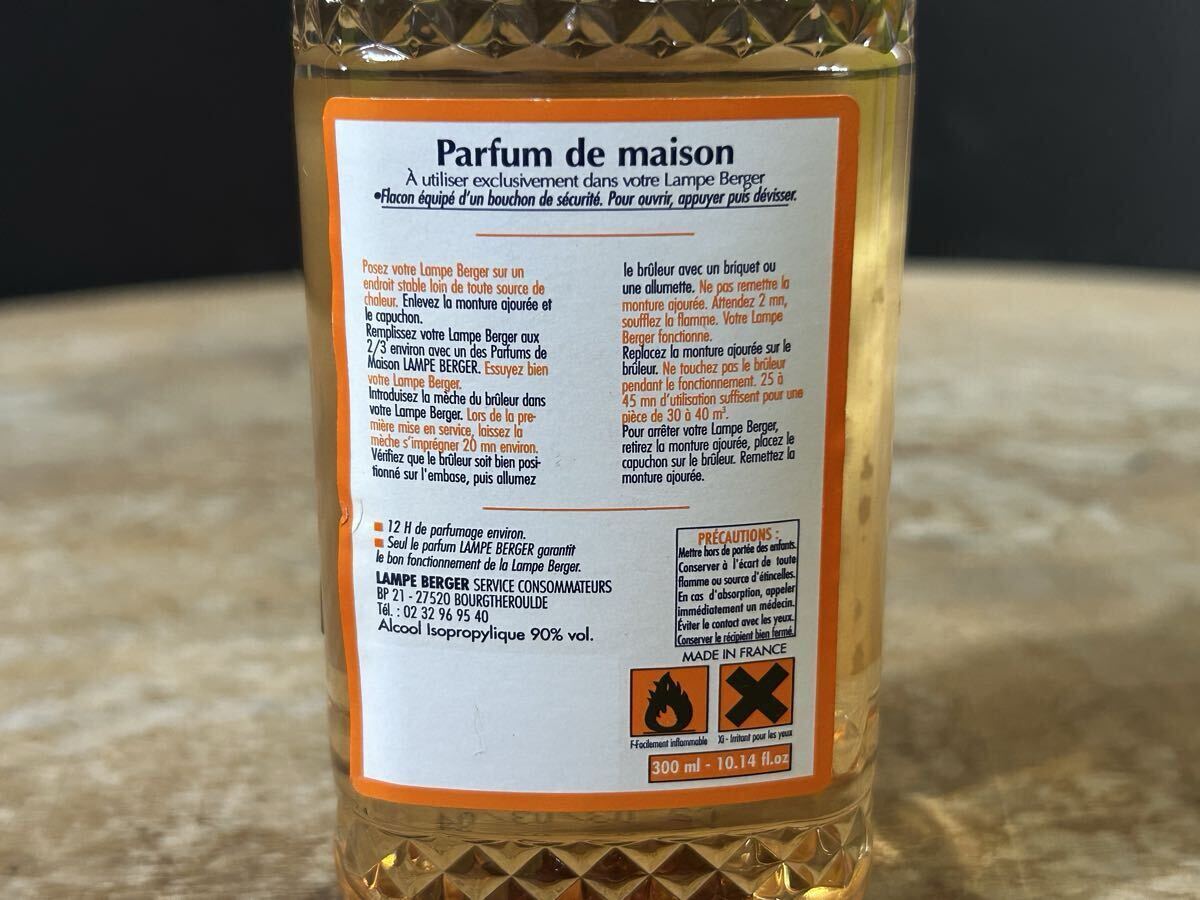 Parfum de maison
À utiliser exclusivement dans votre Lampe Berger
•Flacon équipé d'un bouchon de sécurité. Pour ouvrir, appuyer puis dévisser.
Posez votre Lampe Berger sur un
endroit stable loin de toute source de
chaleur. Enlevez la monture ajourée et
le capuchon.
Remplissez votre Lampe Berger aux
2/3 environ avec un des Parfums de
Maison LAMPE BERGER. Essuyez bien
votre Lampe Berger.
Introduisez la mèche du brûleur dans
votre Lampe Berger. Lors de la pre-
mière mise en service, laissez la
mèche s'imprégner 20 mn environ.
Vérifiez que le brûleur soit bien posi-
tionné sur l'embase, puis allumez
le brûleur avec un briquet ou
une allumette. Ne pas remettre la
monture ajourée. Attendez 2 mn,
soufflez la flamme. Votre Lampe
Berger fonctionne.
Replacez la monture ajourée sur le
brûleur. Ne touchez pas le brûleur
pendant le fonctionnement. 25 à
45 mn d'utilisation suffisent pour une
pièce de 30 à 40 m³.
Pour arrêter votre Lampe Berger,
retirez la monture ajourée, placez le
capuchon sur le brûleur. Remettez la
monture ajourée.
12 H de parfumage environ.
Seul le parfum LAMPE BERGER garantit
le bon fonctionnement de la Lampe Berger.
LAMPE BERGER SERVICE CONSOMMATEURS
BP 21 - 27520 BOURGTHEROULDE
Tél. : 02 32 96 95 40
Alcool Isopropylique 90% vol.
PRÉCAUTIONS :
Mettre hors de portée des enfants.
Conserver à l'écart de toute
flamme ou source d'étincelles.
En cas d'absorption, appeler
immédiatement un médecin.
Éviter le contact avec les yeux.
Conserver le récipient bien fermé.
MADE IN FRANCE
F-Facilement inflammable
Xi - Irritant pour les yeux
300 ml - 10.14 fl.oz